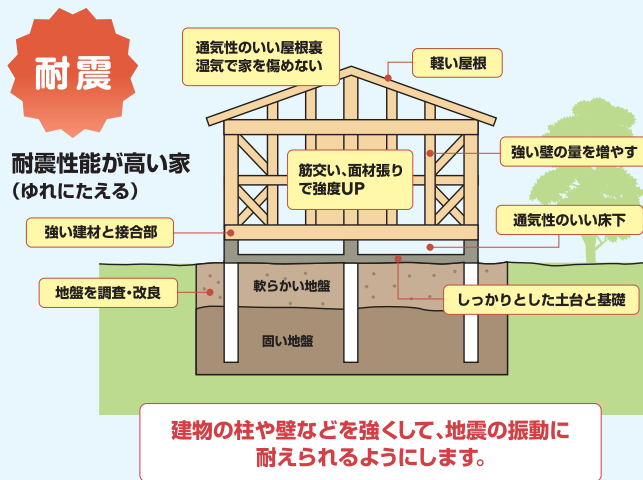 耐震
通気性のいい屋根裏
湿気で家を傷めない
軽い屋根
耐震性能が高い家
(ゆれにたえる)
強い壁の量を増やす
筋交い、面材張り
で強度UP
通気性のいい床下
強い建材と接合部
地盤を調査・改良
軟らかい地盤
しっかりとした土台と基礎
固い地盤
建物の柱や壁などを強くして、地震の振動に
耐えられるようにします。